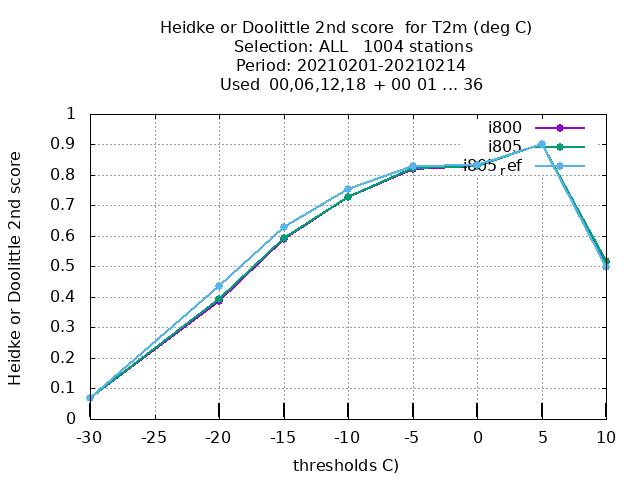 Heidke or Doolittle 2nd score  for T2m (deg C)
Selection: ALL   1004 stations
Period: 20210201-20210214
Used  00,06,12,18  + 00 01 ... 36
i800
i805
i805ref
Heidke or Doolittle 2nd score
1
0.9
0.8
0.7
0.6
0.5
0.4
0.3
0.2
0.1
0
-30 -25 -20 -15 -10 -5 0 5 10
thresholds C)